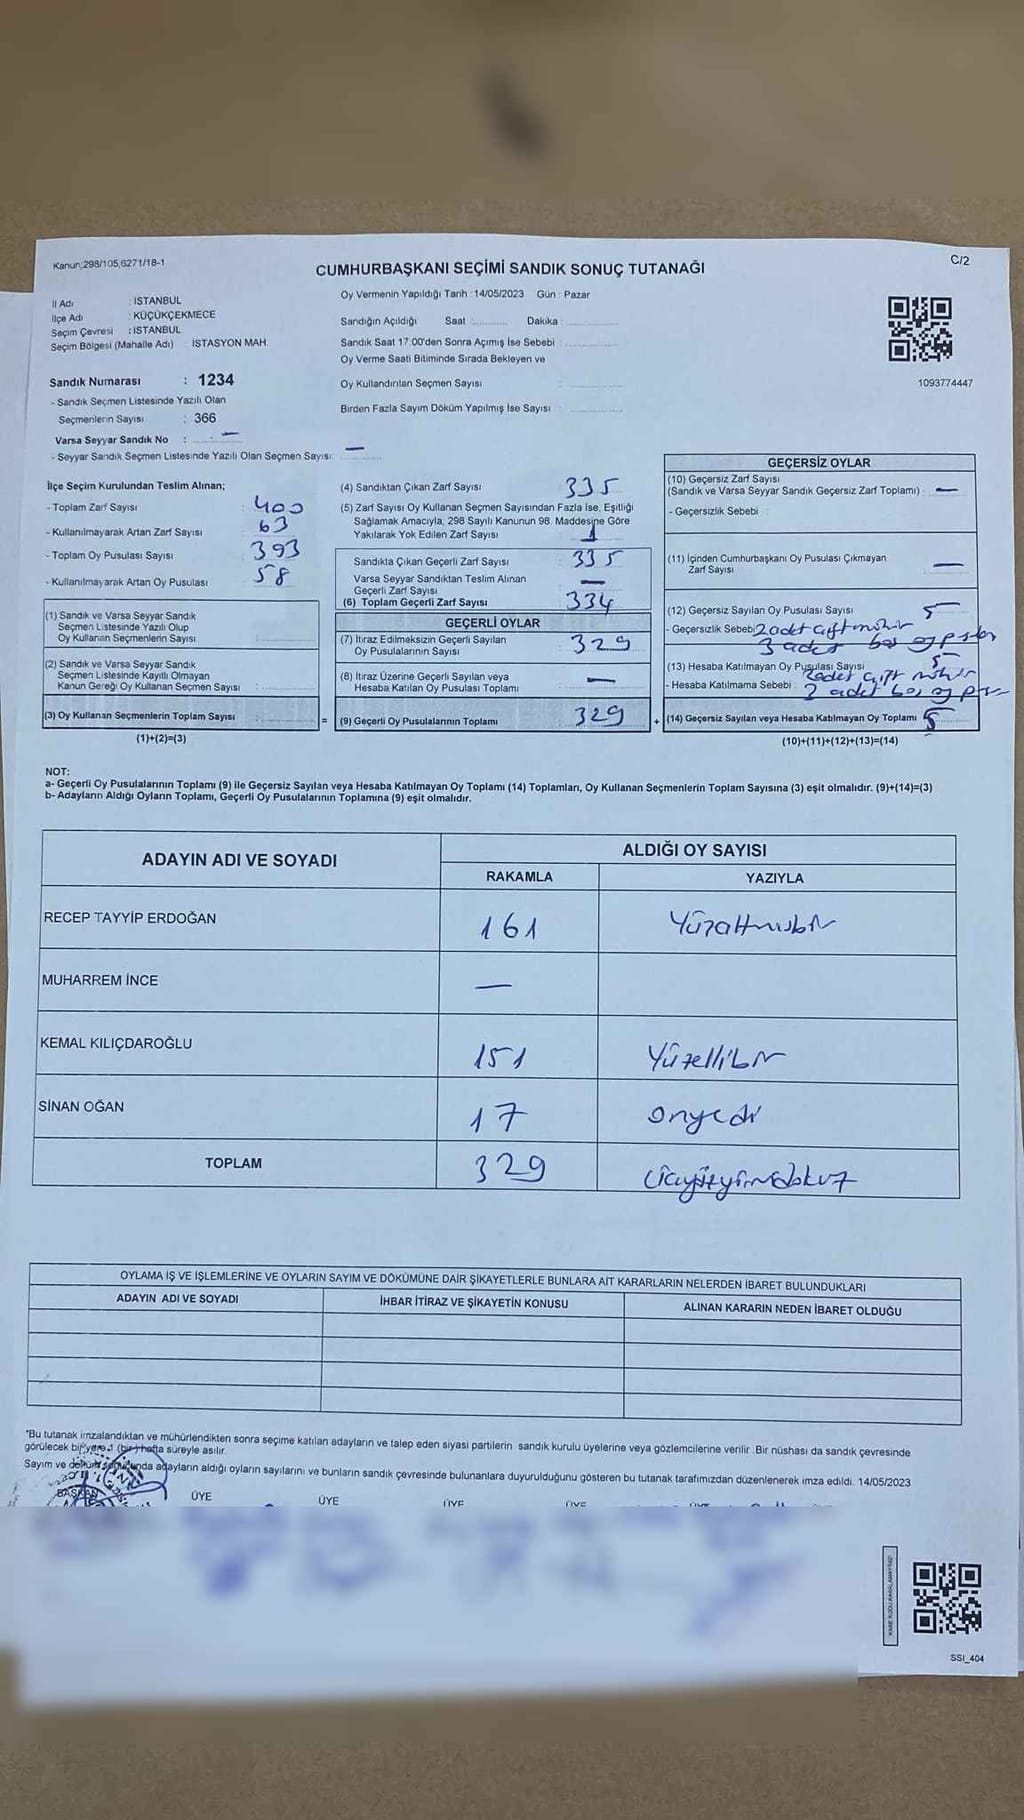 Kanun;298/105,6271/18-1
C/2
CUMHURBAŞKANI SEÇİMİ SANDIK SONUÇ TUTANAĞI
İl Adı : İSTANBUL
İlçe Adı : KÜÇÜKÇEKMECE
Seçim Çevresi : İSTANBUL
Seçim Bölgesi (Mahalle Adı) İSTASYON MAH.
Sandık Numarası : 1234
- Sandık Seçmen Listesinde Yazılı Olan
Seçmenlerin Sayısı : 366
Varsa Seyyar Sandık No : —
- Seyyar Sandık Seçmen Listesinde Yazılı Olan Seçmen Sayısı: —
Oy Vermenin Yapıldığı Tarih : 14/05/2023 Gün : Pazar
Sandığın Açıldığı Saat :........... Dakika :...............
Sandık Saat 17:00'den Sonra Açımış İse Sebebi :...............
Oy Verme Saati Bitiminde Sırada Bekleyen ve
Oy Kullandırılan Seçmen Sayısı : ...............
Birden Fazla Sayım Döküm Yapılmış İse Sayısı : ...............
1093774447
İlçe Seçim Kurulundan Teslim Alınan;
- Toplam Zarf Sayısı : 400
- Kullanılmayarak Artan Zarf Sayısı : 63
- Toplam Oy Pusulası Sayısı : 393
- Kullanılmayarak Artan Oy Pusulası : 58
(1) Sandık ve Varsa Seyyar Sandık
Seçmen Listesinde Yazılı Olup
Oy Kullanan Seçmenlerin Sayısı :...............
(2) Sandık ve Varsa Seyyar Sandık
Seçmen Listesinde Kayıtlı Olmayan
Kanun Gereği Oy Kullanan Seçmen Sayısı :...............
(3) Oy Kullanan Seçmenlerin Toplam Sayısı :............... =
(1)+(2)=(3)
(4) Sandıktan Çıkan Zarf Sayısı 335
(5) Zarf Sayısı Oy Kullanan Seçmen Sayısından Fazla İse, Eşitliği
Sağlamak Amacıyla, 298 Sayılı Kanunun 98. Maddesine Göre
Yakılarak Yok Edilen Zarf Sayısı 1
Sandıkta Çıkan Geçerli Zarf Sayısı 335
Varsa Seyyar Sandıktan Teslim Alınan
Geçerli Zarf Sayısı —
(6) Toplam Geçerli Zarf Sayısı 334
GEÇERLİ OYLAR
(7) İtiraz Edilmeksizin Geçerli Sayılan
Oy Pusulalarının Sayısı 329
(8) İtiraz Üzerine Geçerli Sayılan veya
Hesaba Katılan Oy Pusulası Toplamı —
(9) Geçerli Oy Pusulalarının Toplamı 329 +
GEÇERSİZ OYLAR
(10) Geçersiz Zarf Sayısı
(Sandık ve Varsa Seyyar Sandık Geçersiz Zarf Toplamı) : —
- Geçersizlik Sebebi :
(11) İçinden Cumhurbaşkanı Oy Pusulası Çıkmayan
Zarf Sayısı —
(12) Geçersiz Sayılan Oy Pusulası Sayısı 5
- Geçersizlik Sebebi 2 adet çift mühür
3 adet boş oy
(13) Hesaba Katılmayan Oy Pusulası Sayısı 5
- Hesaba Katılmama Sebebi : 2 adet çift mühür
3 adet boş oy
(14) Geçersiz Sayılan veya Hesaba Katılmayan Oy Toplamı 5
(10)+(11)+(12)+(13)=(14)
NOT:
a- Geçerli Oy Pusulalarının Toplamı (9) ile Geçersiz Sayılan veya Hesaba Katılmayan Oy Toplamı (14) Toplamları, Oy Kullanan Seçmenlerin Toplam Sayısına (3) eşit olmalıdır. (9)+(14)=(3)
b- Adayların Aldığı Oyların Toplamı, Geçerli Oy Pusulalarının Toplamına (9) eşit olmalıdır.
ADAYIN ADI VE SOYADI ALDIĞI OY SAYISI
RAKAMLA YAZIYLA
RECEP TAYYİP ERDOĞAN 161 Yüzaltmışbir
MUHARREM İNCE —
KEMAL KILIÇDAROĞLU 151 Yüzellibir
SİNAN OĞAN 17 onyedi
TOPLAM 329 üçyüzyirmidokuz
OYLAMA İŞ VE İŞLEMLERİNE VE OYLARIN SAYIM VE DÖKÜMÜNE DAİR ŞİKAYETLERLE BUNLARA AİT KARARLARIN NELERDEN İBARET BULUNDUKLARI
ADAYIN ADI VE SOYADI İHBAR İTİRAZ VE ŞİKAYETİN KONUSU ALINAN KARARIN NEDEN İBARET OLDUĞU
*Bu tutanak imzalandıktan ve mühürlendikten sonra seçime katılan adayların ve talep eden siyasi partilerin sandık kurulu üyelerine veya gözlemcilerine verilir .Bir nüshası da sandık çevresinde
görülecek bir yere 1 (bir) hafta süreyle asılır.
Sayım ve döküm sonucunda adayların aldığı oyların sayılarını ve bunların sandık çevresinde bulunanlara duyurulduğunu gösteren bu tutanak tarafımızdan düzenlenerek imza edildi. 14/05/2023
BAŞKAN ÜYE ÜYE ÜYE ÜYE ÜYE
SSI_404